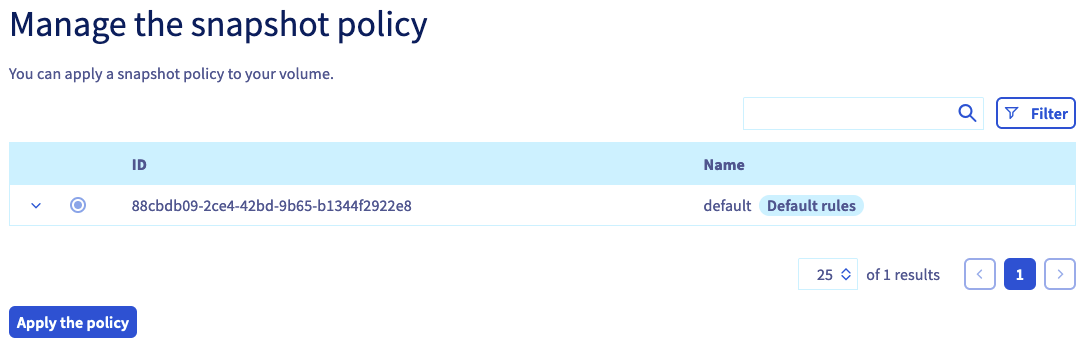 Manage the snapshot policy
You can apply a snapshot policy to your volume.
Filter
ID Name
88cbdb09-2ce4-42bd-9b65-b1344f2922e8 default Default rules
25 of 1 results 1
Apply the policy